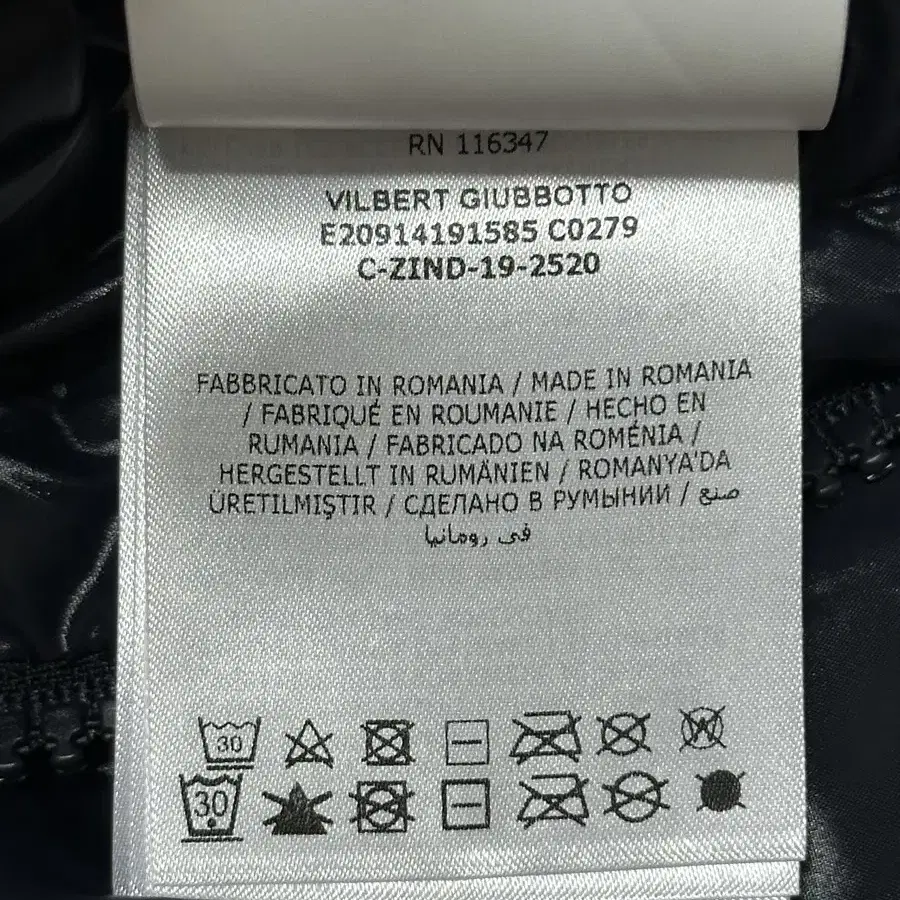 RN 116347
VILBERT GIUBBOTTO
E20914191585 C0279
C-ZIND-19-2520
FABBRICATO IN ROMANIA / MADE IN ROMANIA
/ FABRIQUÉ EN ROUMANIE / HECHO EN
RUMANIA / FABRICADO NA ROMÉNIA /
HERGESTELLT IN RUMÄNIEN / ROMANYA'DA
ÜRETILMIŞTIR / СДЕЛАНО В РУМЫНИИ / صنع
في رومانيا
30
W
30